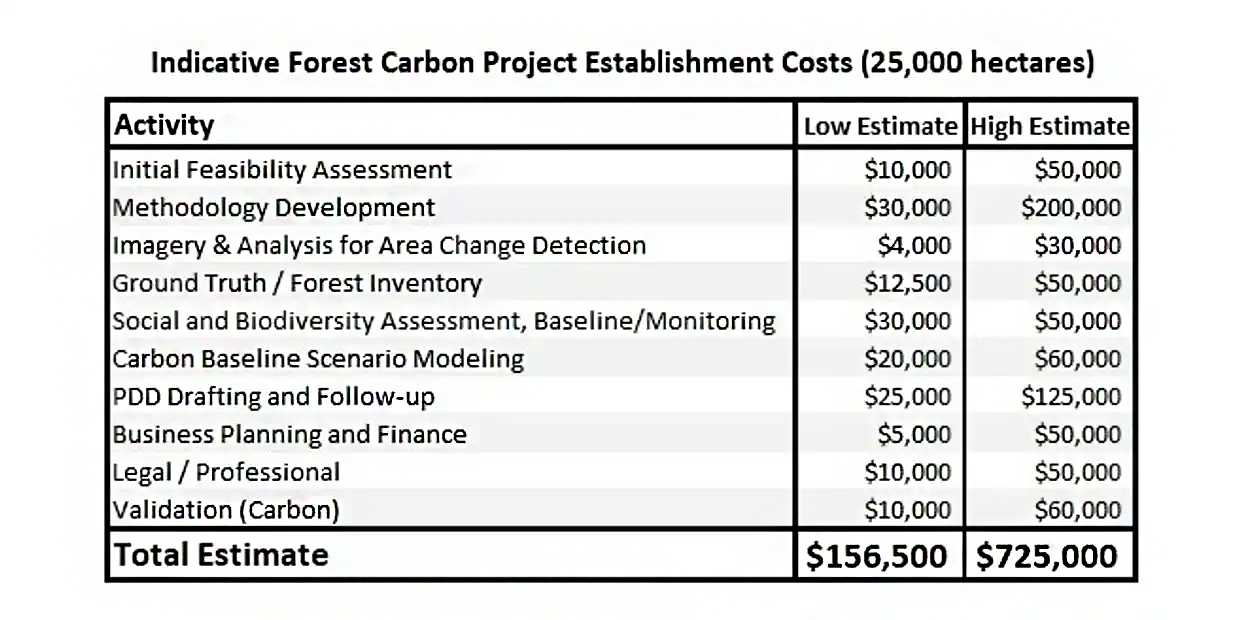 Indicative Forest Carbon Project Establishment Costs (25,000 hectares)
Activity Low Estimate High Estimate
Initial Feasibility Assessment $10,000 $50,000
Methodology Development $30,000 $200,000
Imagery & Analysis for Area Change Detection $4,000 $30,000
Ground Truth / Forest Inventory $12,500 $50,000
Social and Biodiversity Assessment, Baseline/Monitoring $30,000 $50,000
Carbon Baseline Scenario Modeling $20,000 $60,000
PDD Drafting and Follow-up $25,000 $125,000
Business Planning and Finance $5,000 $50,000
Legal / Professional $10,000 $50,000
Validation (Carbon) $10,000 $60,000
Total Estimate $156,500 $725,000